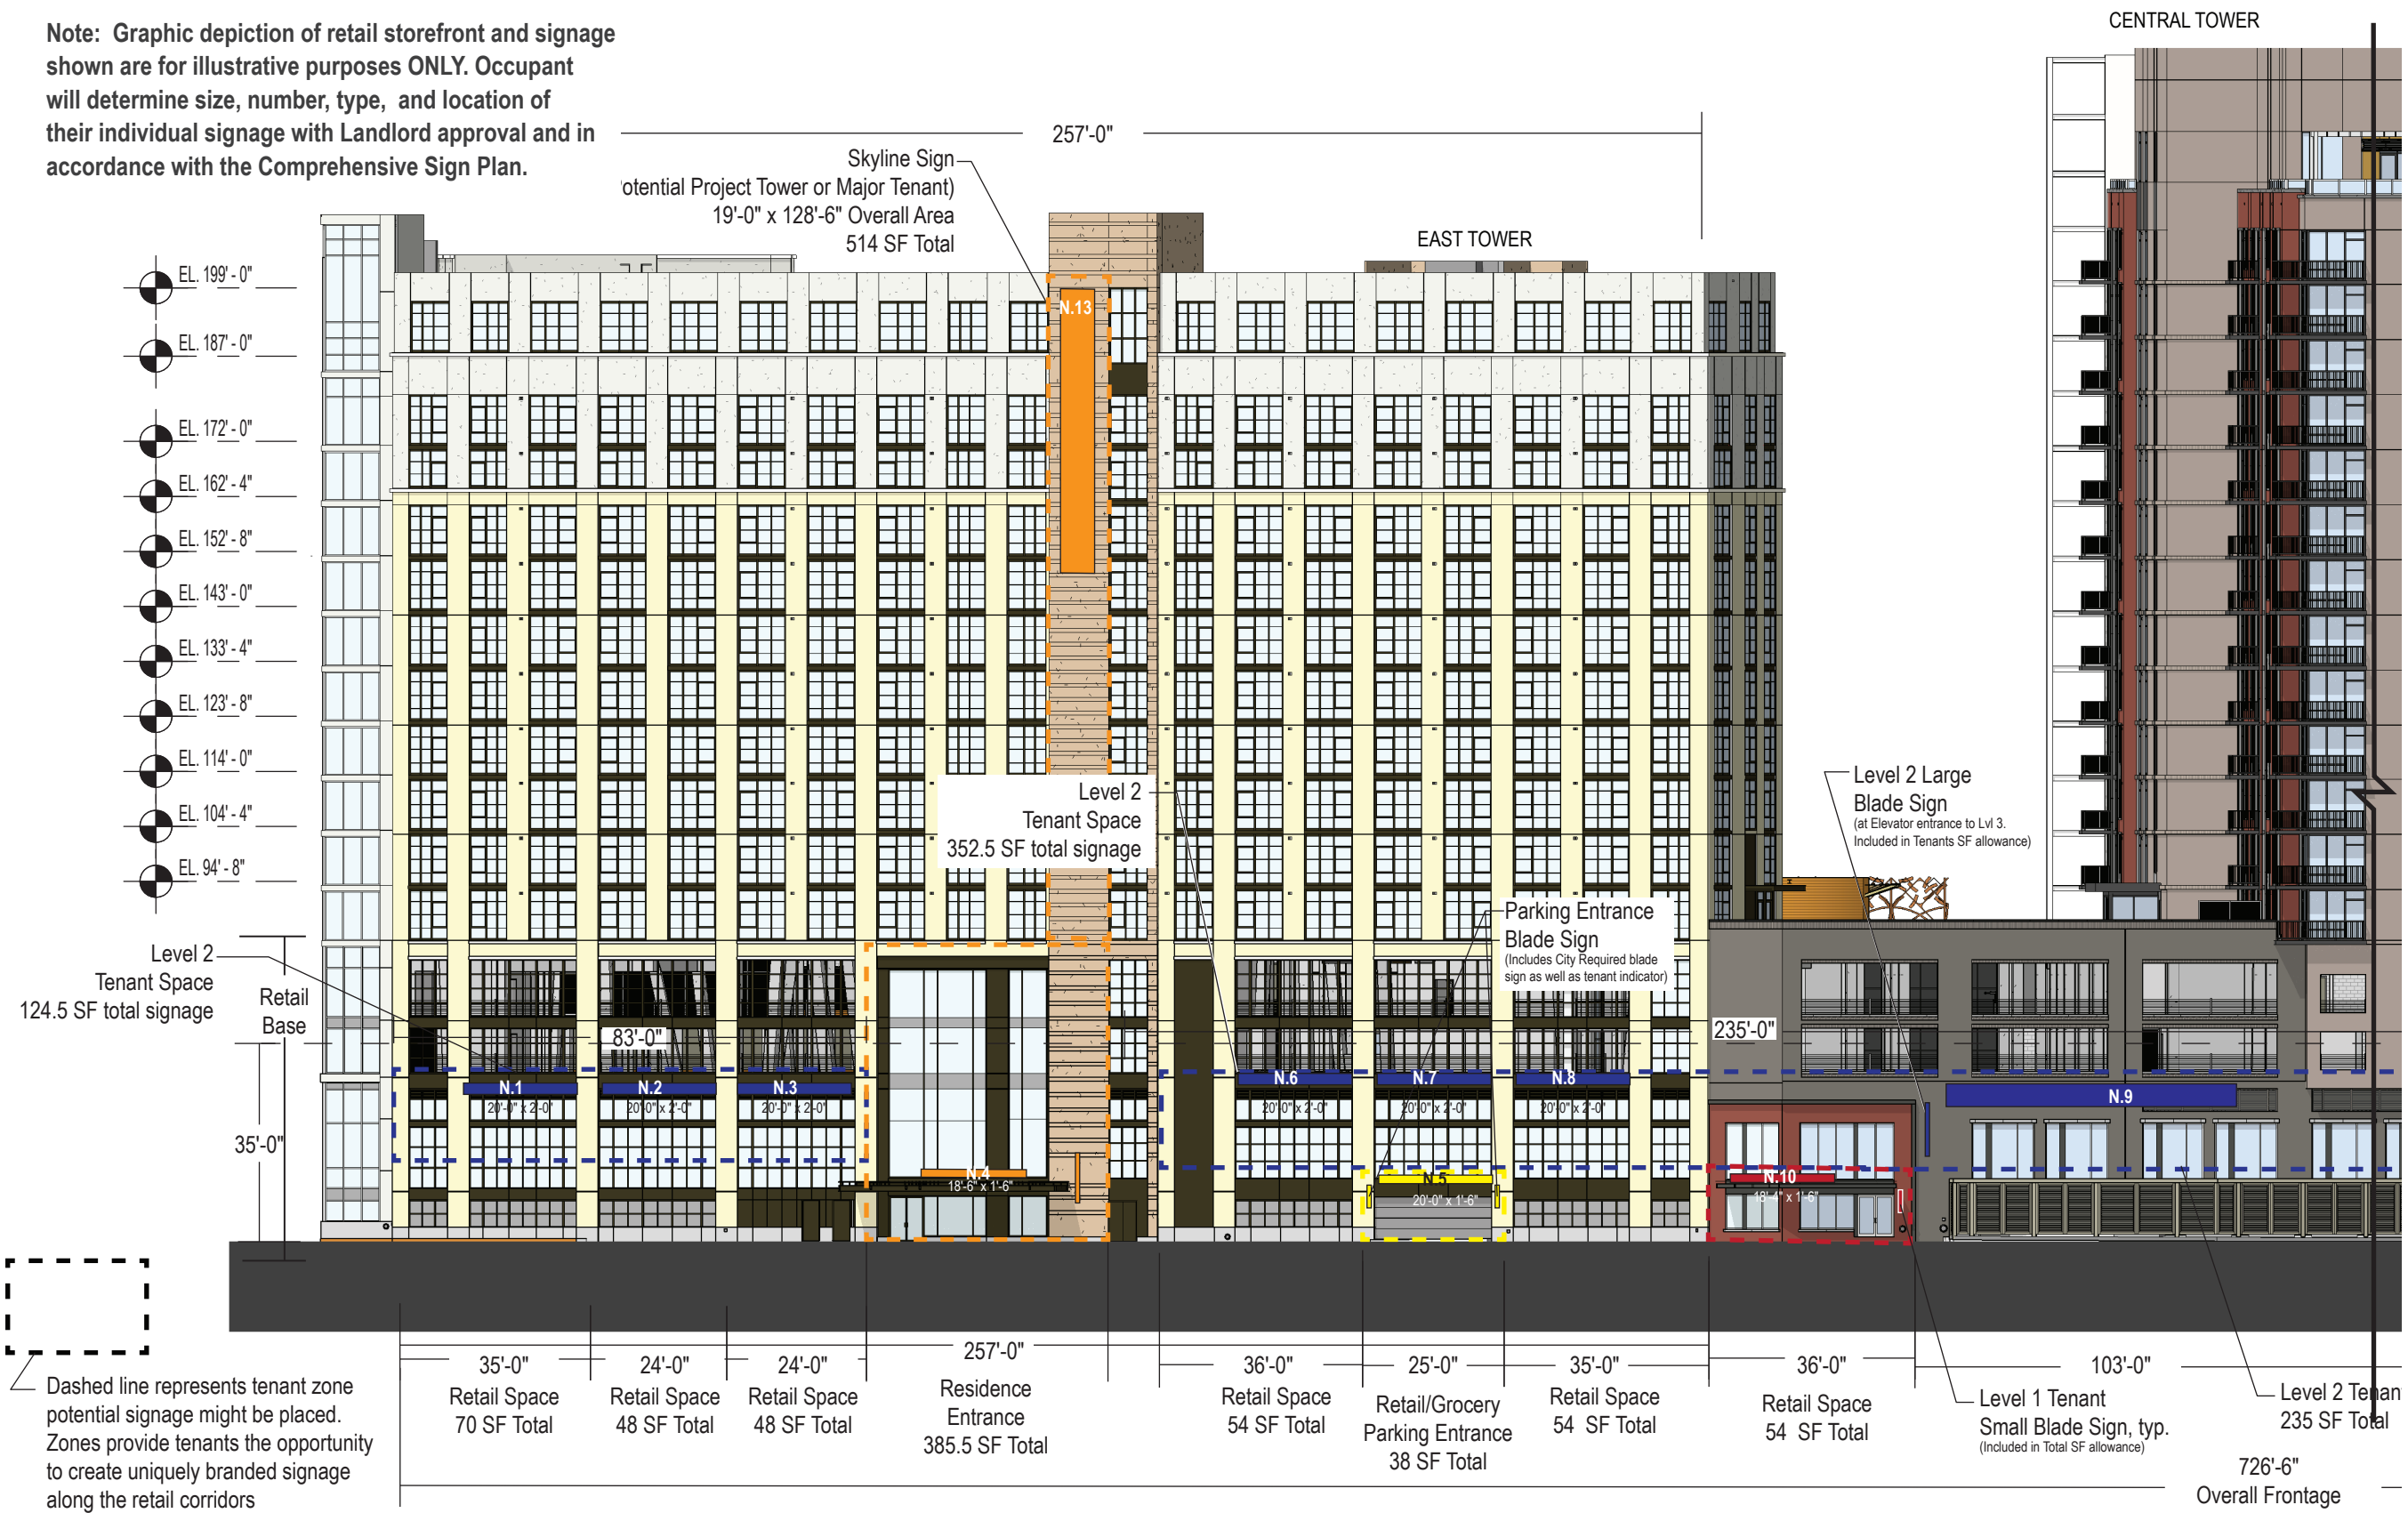 Note: Graphic depiction of retail storefront and signage
shown are for illustrative purposes ONLY. Occupant
will determine size, number, type, and location of
their individual signage with Landlord approval and in
accordance with the Comprehensive Sign Plan.
CENTRAL TOWER
257'-0"
Skyline Sign
otential Project Tower or Major Tenant)
19'-0" x 128'-6" Overall Area
514 SF Total
EAST TOWER
EL. 199' - 0"
EL. 187' - 0"
EL. 172' - 0"
EL. 162' - 4"
EL. 152' - 8"
EL. 143' - 0"
EL. 133' - 4"
EL. 123' - 8"
EL. 114' - 0"
EL. 104' - 4"
EL. 94' - 8"
N.13
Level 2
Tenant Space
352.5 SF total signage
Level 2 Large
Blade Sign
(at Elevator entrance to Lvl 3.
Included in Tenants SF allowance)
Parking Entrance
Blade Sign
(Includes City Required blade
sign as well as tenant indicator)
Level 2
Tenant Space
124.5 SF total signage
Retail
Base
83'-0"
235'-0"
35'-0"
N.1
20'-0" x 2'-0"
N.2
20'-0" x 2'-0"
N.3
20'-0" x 2'-0"
N.6
20'-0" x 2'-0"
N.7
20'-0" x 2'-0"
N.8
20'-0" x 2'-0"
N.9
N.4
18'-6" x 1'-6"
N.5
20'-0" x 1'-6"
N.10
18'-4" x 1'-6"
35'-0"
Retail Space
70 SF Total
24'-0"
Retail Space
48 SF Total
24'-0"
Retail Space
48 SF Total
257'-0"
Residence
Entrance
385.5 SF Total
36'-0"
Retail Space
54 SF Total
25'-0"
Retail/Grocery
Parking Entrance
38 SF Total
35'-0"
Retail Space
54 SF Total
36'-0"
Retail Space
54 SF Total
103'-0"
Level 1 Tenant
Small Blade Sign, typ.
(Included in Total SF allowance)
Level 2 Tenan
235 SF Total
726'-6"
Overall Frontage
Dashed line represents tenant zone
potential signage might be placed.
Zones provide tenants the opportunity
to create uniquely branded signage
along the retail corridors